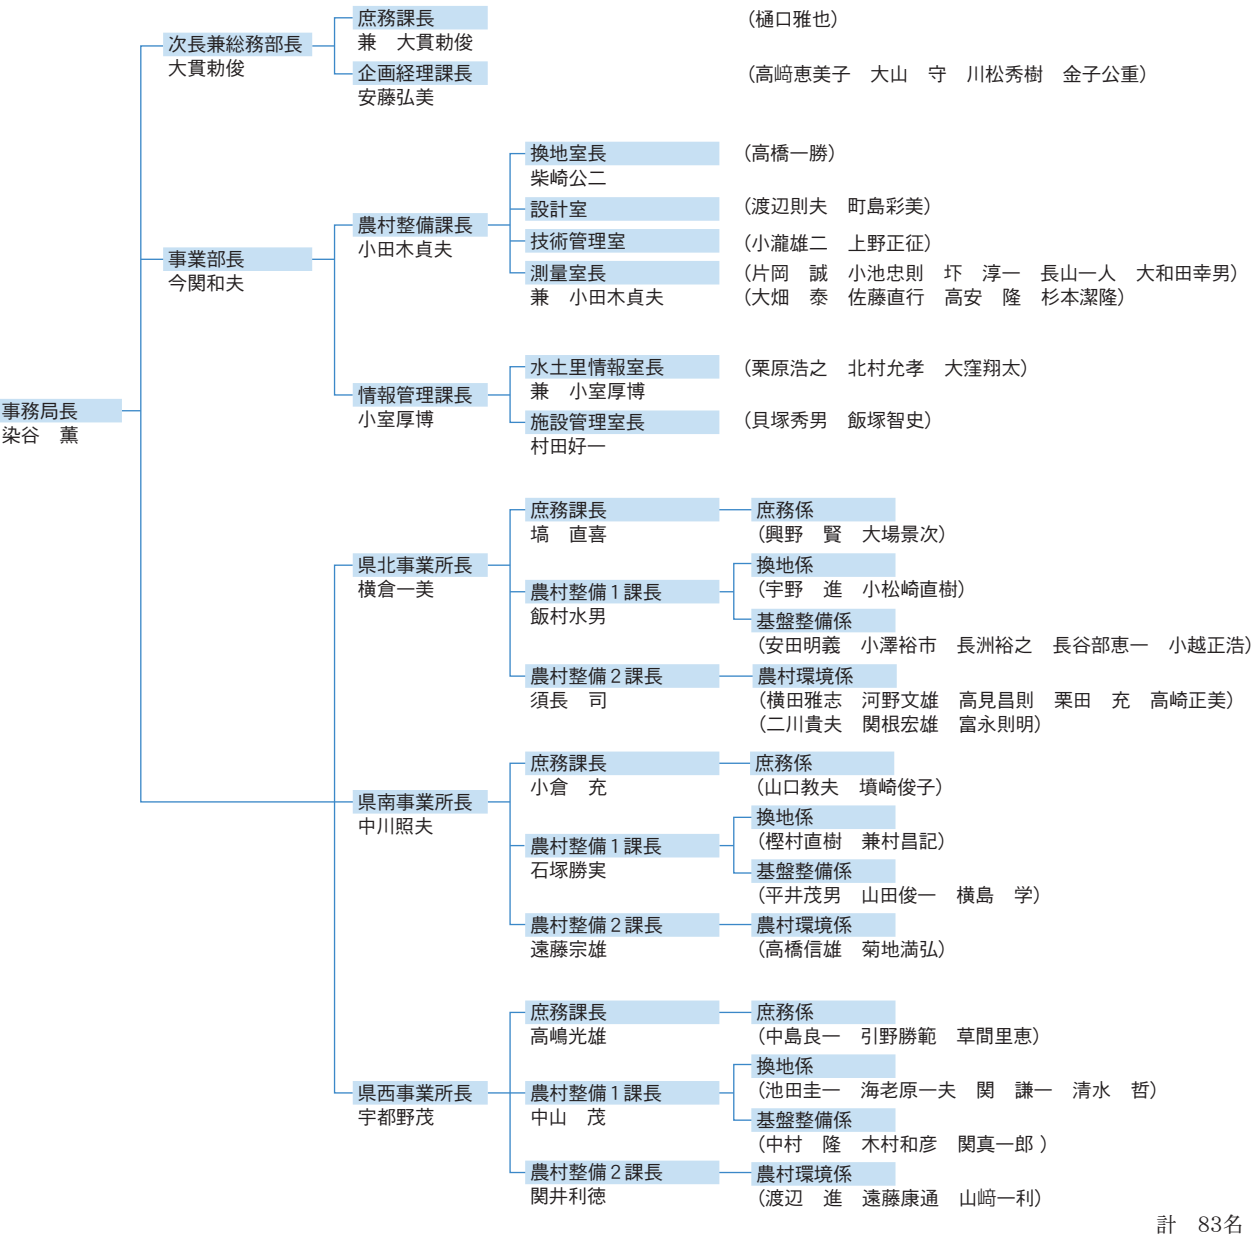 庶務課長
兼　大貫勅俊
（樋口雅也）
次長兼総務部長
大貫勅俊
企画経理課長
安藤弘美
（高﨑恵美子　大山　守　川松秀樹　金子公重）
換地室長
柴崎公二
（高橋一勝）
設計室
（渡辺則夫　町島彩美）
農村整備課長
小田木貞夫
技術管理室
（小瀧雄二　上野正征）
事業部長
今関和夫
測量室長
兼　小田木貞夫
（片岡　誠　小池忠則　圷　淳一　長山一人　大和田幸男）
（大畑　泰　佐藤直行　高安　隆　杉本潔隆）
水土里情報室長
兼　小室厚博
（栗原浩之　北村允孝　大窪翔太）
情報管理課長
小室厚博
施設管理室長
村田好一
（貝塚秀男　飯塚智史）
事務局長
染谷　薫
庶務課長
塙　直喜
庶務係
（興野　賢　大場景次）
県北事業所長
横倉一美
換地係
（宇野　進　小松崎直樹）
農村整備１課長
飯村水男
基盤整備係
（安田明義　小澤裕市　長洲裕之　長谷部恵一　小越正浩）
農村整備２課長
須長　司
農村環境係
（横田雅志　河野文雄　高見昌則　栗田　充　高崎正美）
（二川貴夫　関根宏雄　富永則明）
庶務課長
小倉　充
庶務係
（山口教夫　墳崎俊子）
県南事業所長
中川照夫
換地係
（樫村直樹　兼村昌記）
農村整備１課長
石塚勝実
基盤整備係
（平井茂男　山田俊一　横島　学）
農村整備２課長
遠藤宗雄
農村環境係
（高橋信雄　菊地満弘）
庶務課長
高嶋光雄
庶務係
（中島良一　引野勝範　草間里恵）
換地係
（池田圭一　海老原一夫　関　謙一　清水　哲）
県西事業所長
宇都野茂
農村整備１課長
中山　茂
基盤整備係
（中村　隆　木村和彦　関真一郎 ）
農村整備２課長
関井利徳
農村環境係
（渡辺　進　遠藤康通　山﨑一利）
計　83名